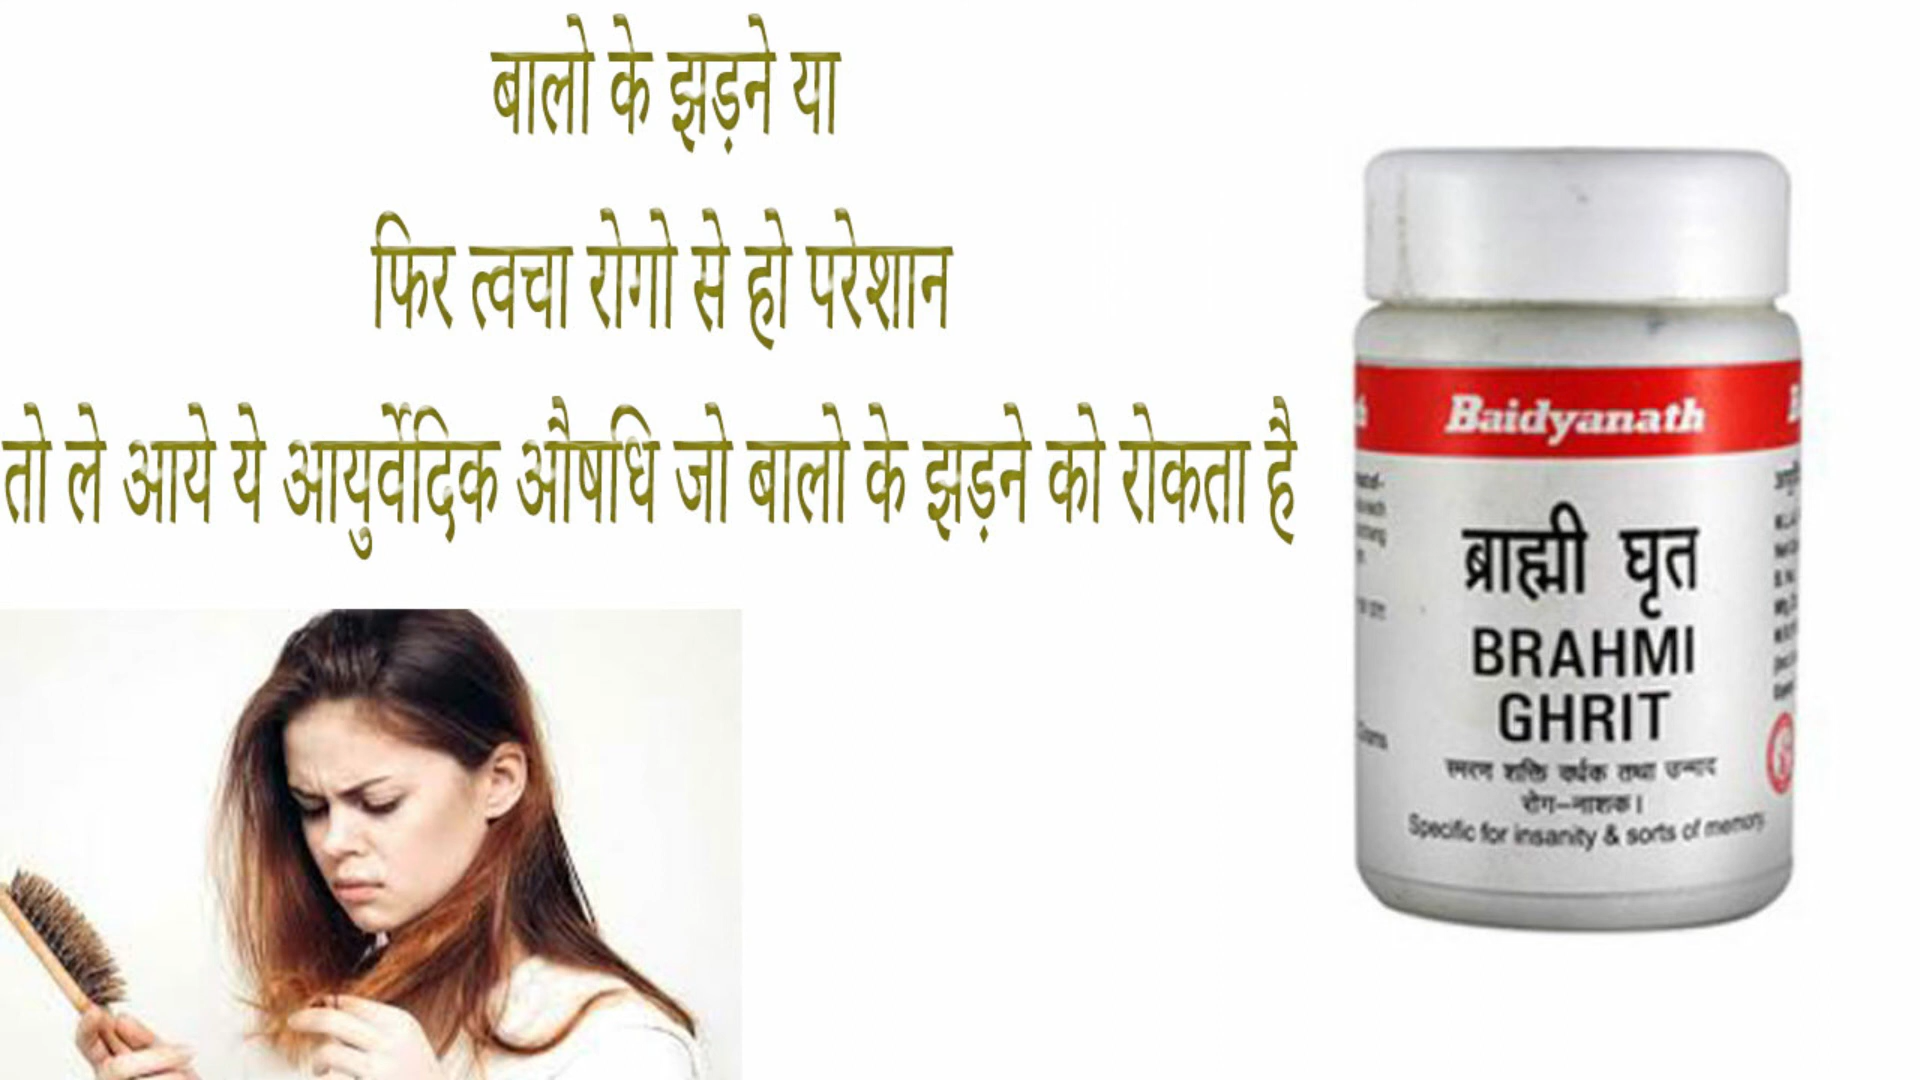 बालो के झड़ने या
फिर त्वचा रोगो से हो परेशान
तो ले आये ये आयुर्वेदिक औषधि जो बालो के झड़ने को रोकता है
Baidyanath
ब्राह्मी घृत
BRAHMI
GHRIT
स्मरण शक्ति वर्धक तथा उन्माद
रोग-नाशक।
Specific for insanity & sorts of memory.